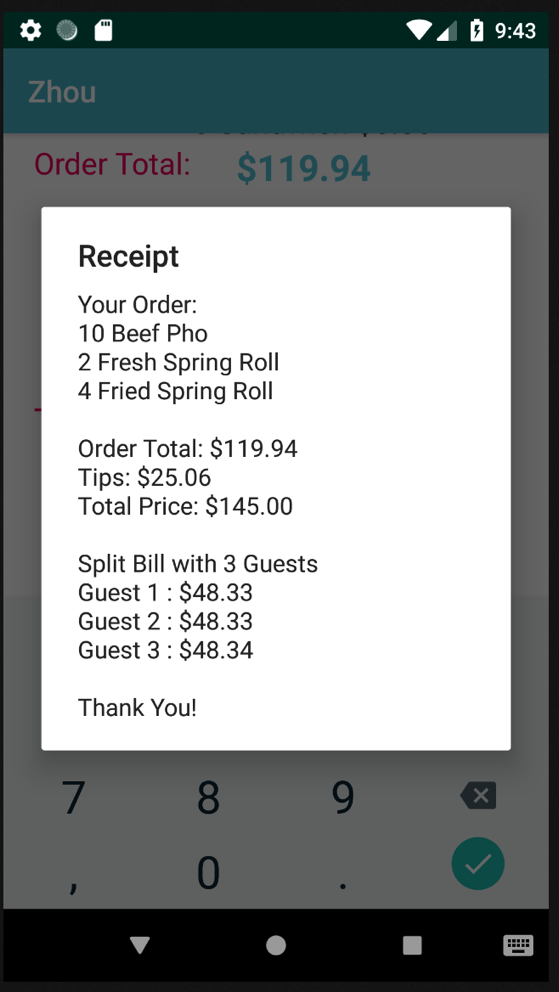 9:43
Zhou
Order Total: $119.94
Receipt
Your Order:
10 Beef Pho
2 Fresh Spring Roll
4 Fried Spring Roll
Order Total: $119.94
Tips: $25.06
Total Price: $145.00
Split Bill with 3 Guests
Guest 1 : $48.33
Guest 2 : $48.33
Guest 3 : $48.34
Thank You!
7 8 9
, 0 .